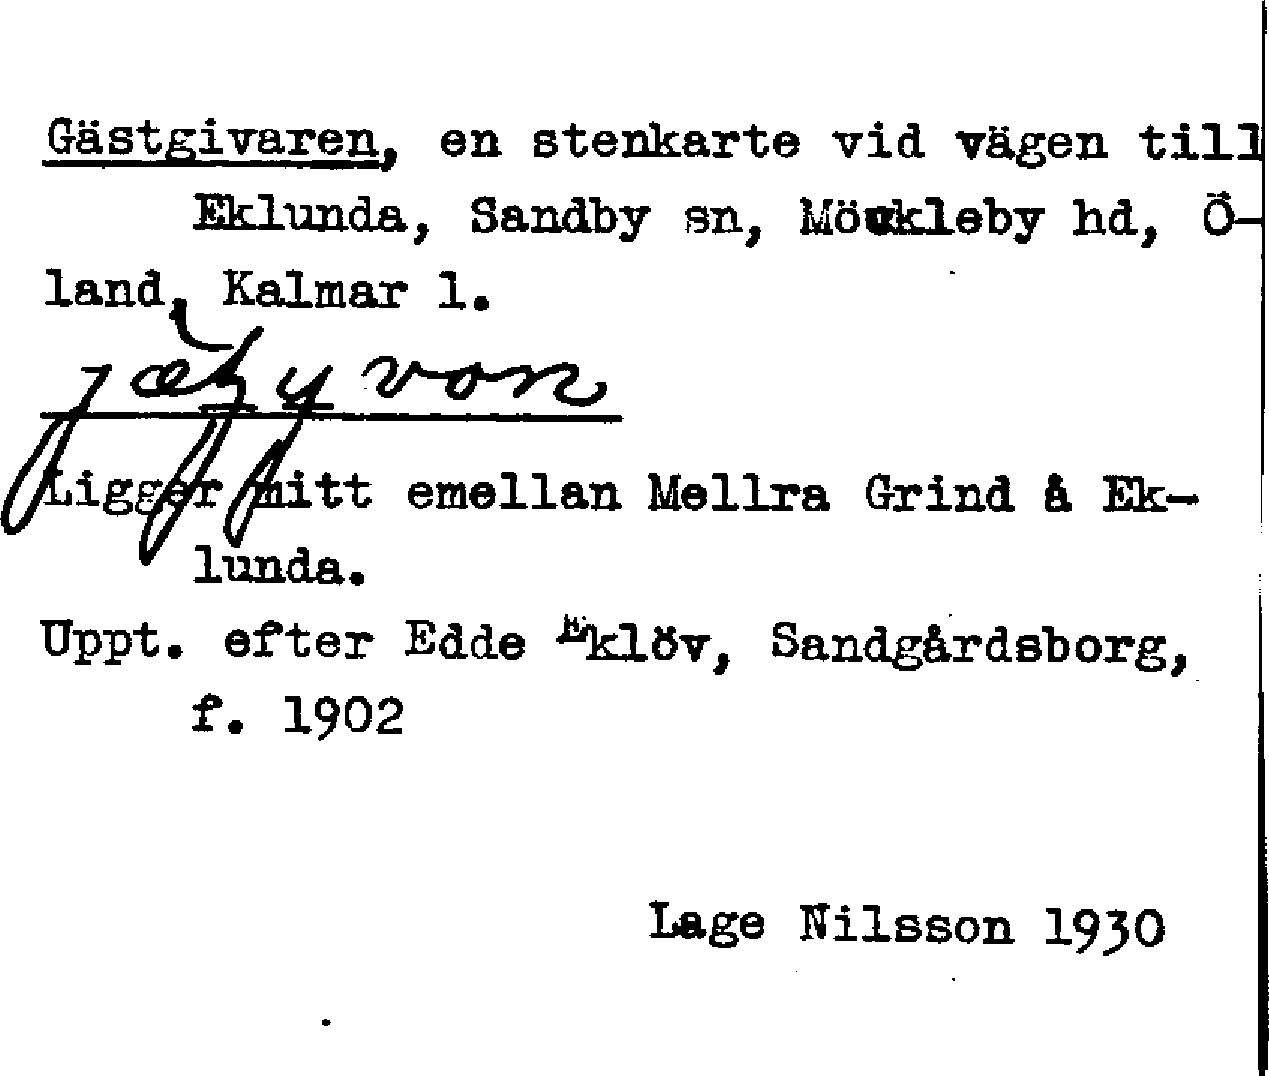 Gästgivaren, en stenkarte vid vägen till
Eklunda, Sandby sn, Möckleby hd, Ö-
land, Kalmar l.
Ligger mitt emellan Mellra Grind å Ek-
lunda.
Uppt. efter Edde Eklöv, Sandgårdsborg,
f. 1902
Lage Nilsson 1930